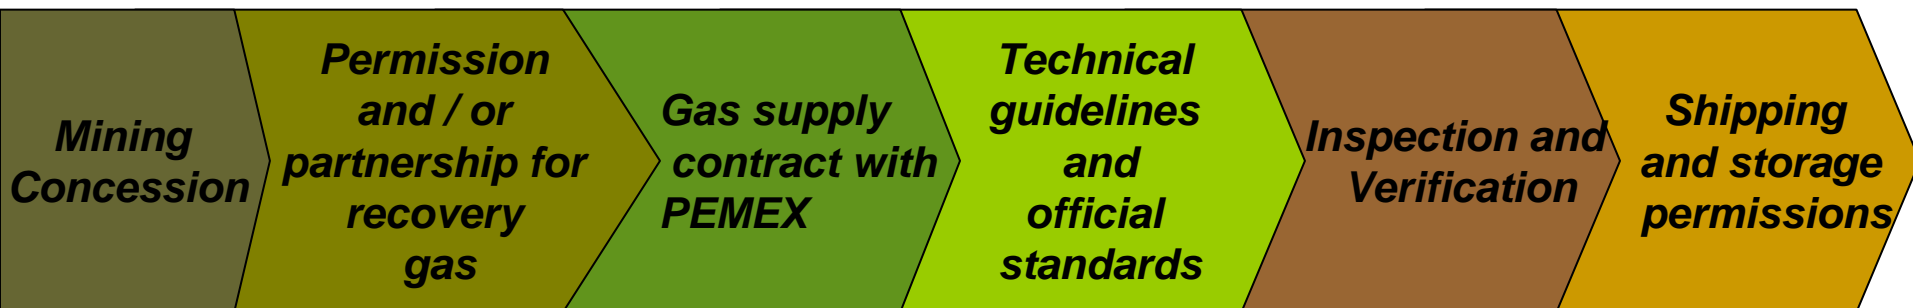 Mining
Concession
Permission
and / or
partnership for
recovery
gas
Gas supply
contract with
PEMEX
Technical
guidelines
and
official
standards
Inspection and
Verification
Shipping
and storage
permissions